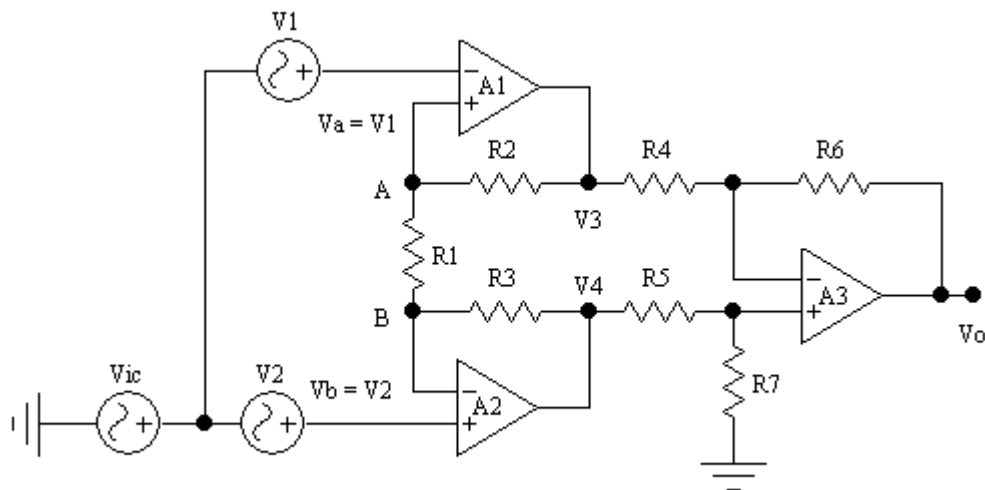 V1
−
A1
+
Va = V1
R2
R4
R6
A
V3
R1
R3
V4
R5
−
A3
+
B
Vo
Vic
V2
Vb = V2
−
A2
+
R7
+
+
+